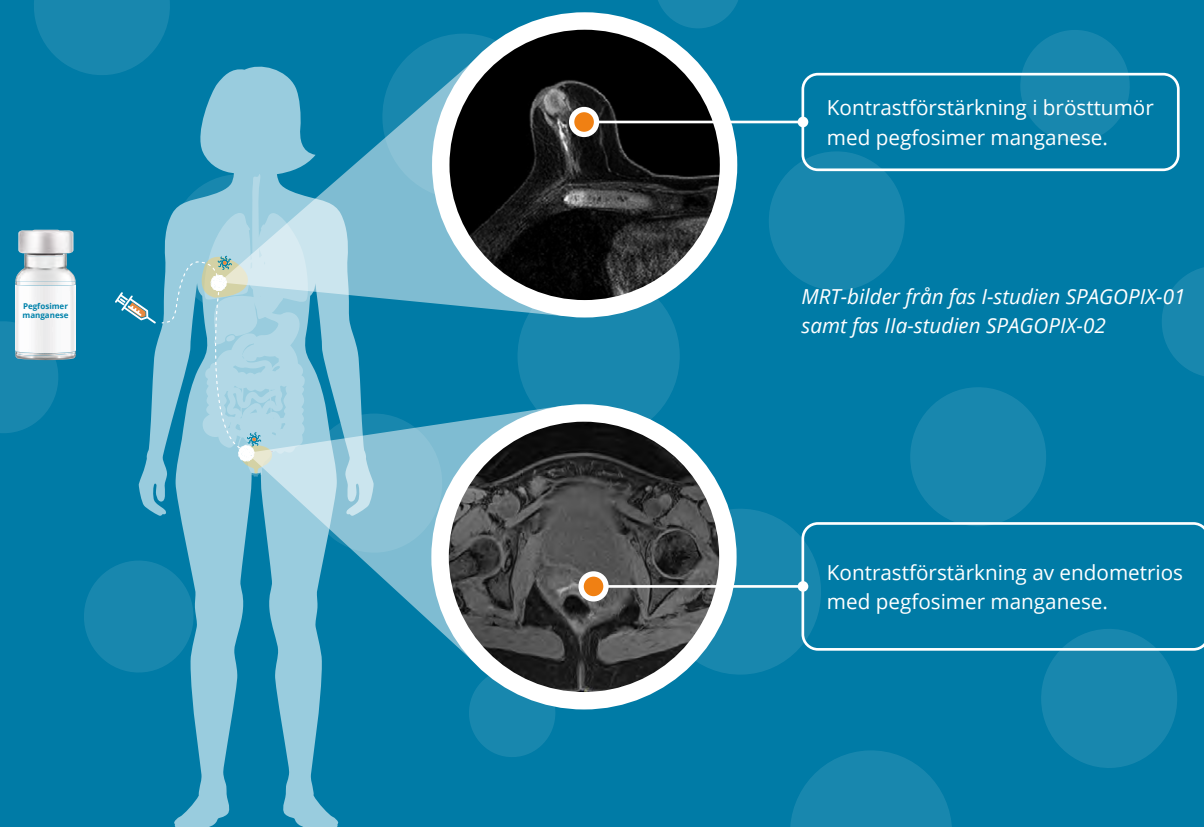 Kontrastförstärkning i brösttumör
med pegfosimer manganese.
Pegfosimer
manganese
MRT-bilder från fas I-studien SPAGOPIX-01
samt fas IIa-studien SPAGOPIX-02
Kontrastförstärkning av endometrios
med pegfosimer manganese.